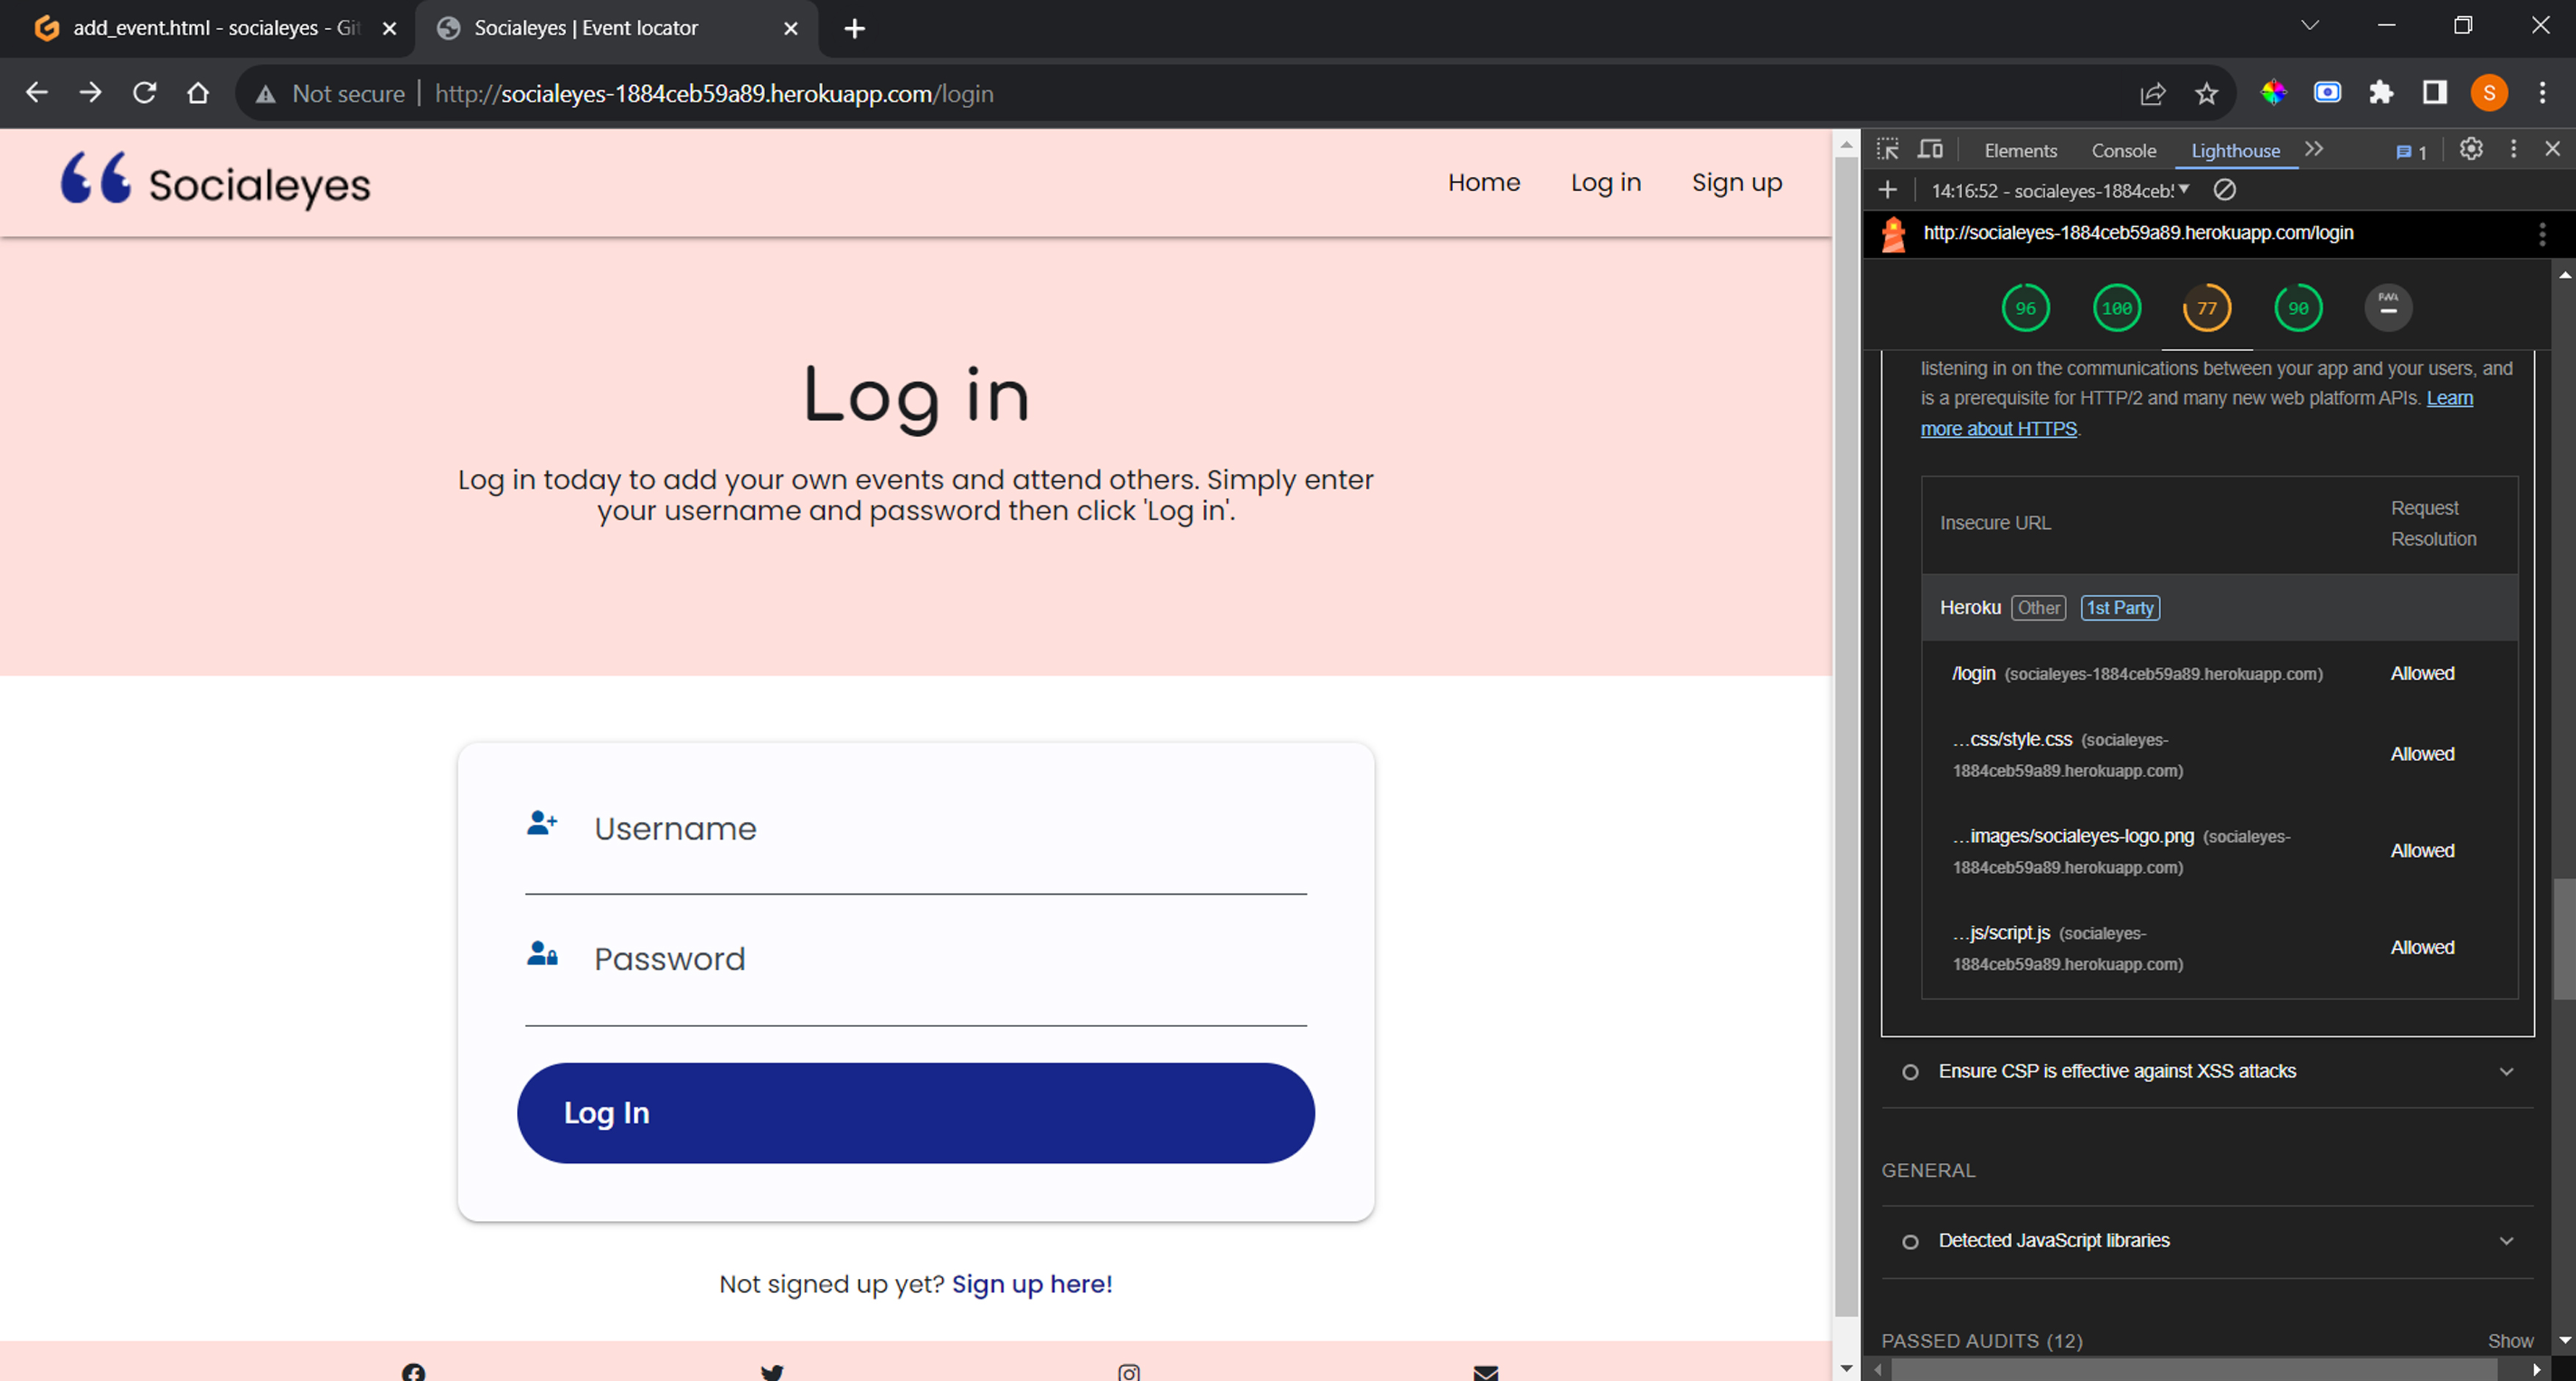 add_event.html - socialeyes - Git
Socialeyes | Event locator
Not secure
http://socialeyes-1884ceb59a89.herokuapp.com/login
S
Socialeyes
Home
Log in
Sign up
Log in
Log in today to add your own events and attend others. Simply enter
your username and password then click 'Log in'.
Username
Password
Log In
Not signed up yet? Sign up here!
Elements
Console
Lighthouse
1
14:16:52 - socialeyes-1884ceb!
http://socialeyes-1884ceb59a89.herokuapp.com/login
96
100
77
90
PWA
listening in on the communications between your app and your users, and
is a prerequisite for HTTP/2 and many new web platform APIs. Learn
more about HTTPS.
Insecure URL
Request
Resolution
Heroku
Other
1st Party
/login (socialeyes-1884ceb59a89.herokuapp.com)
Allowed
…css/style.css (socialeyes-
1884ceb59a89.herokuapp.com)
Allowed
…images/socialeyes-logo.png (socialeyes-
1884ceb59a89.herokuapp.com)
Allowed
…js/script.js (socialeyes-
1884ceb59a89.herokuapp.com)
Allowed
Ensure CSP is effective against XSS attacks
GENERAL
Detected JavaScript libraries
PASSED AUDITS (12)
Show